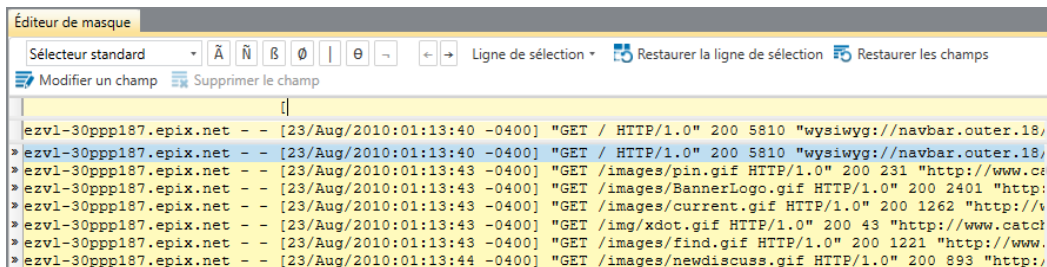 Éditeur de masque
Sélecteur standard Ã Ñ ß Ø | Ɵ ¬ ← → Ligne de sélection Restaurer la ligne de sélection Restaurer les champs
Modifier un champ Supprimer le champ
[
ezvl-30ppp187.epix.net - - [23/Aug/2010:01:13:40 -0400] "GET / HTTP/1.0" 200 5810 "wysiwyg://navbar.outer.18/
» ezvl-30ppp187.epix.net - - [23/Aug/2010:01:13:40 -0400] "GET / HTTP/1.0" 200 5810 "wysiwyg://navbar.outer.18/
» ezvl-30ppp187.epix.net - - [23/Aug/2010:01:13:43 -0400] "GET /images/pin.gif HTTP/1.0" 200 231 "http://www.ca
» ezvl-30ppp187.epix.net - - [23/Aug/2010:01:13:43 -0400] "GET /images/BannerLogo.gif HTTP/1.0" 200 2401 "http:
» ezvl-30ppp187.epix.net - - [23/Aug/2010:01:13:43 -0400] "GET /images/current.gif HTTP/1.0" 200 1262 "http://
» ezvl-30ppp187.epix.net - - [23/Aug/2010:01:13:43 -0400] "GET /img/xdot.gif HTTP/1.0" 200 43 "http://www.catch
» ezvl-30ppp187.epix.net - - [23/Aug/2010:01:13:44 -0400] "GET /images/find.gif HTTP/1.0" 200 1221 "http://www.
» ezvl-30ppp187.epix.net - - [23/Aug/2010:01:13:44 -0400] "GET /images/newdiscuss.gif HTTP/1.0" 200 893 "http:/